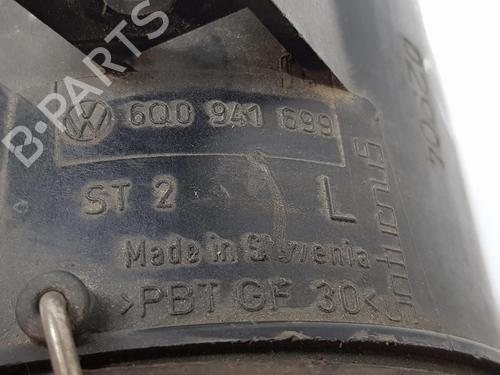 B-PARTS
6Q0 941 699
ST 2 L
Made in Slovenia
>PBT GF 30<